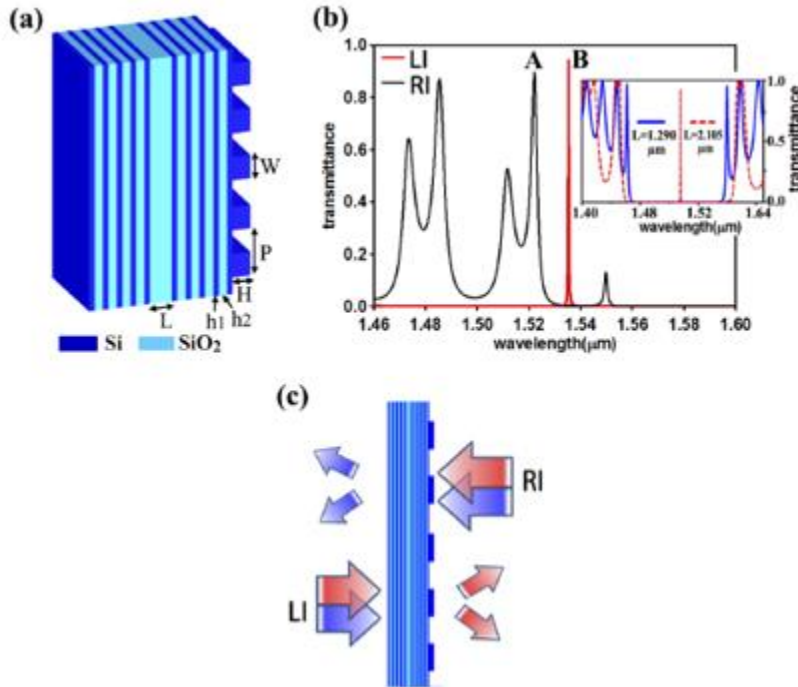 (a)
W
P
H
L
h1
h2
Si
SiO2
(b)
1.0
0.8
0.6
0.4
0.2
0.0
transmittance
LI
RI
A
B
1.46
1.48
1.50
1.52
1.54
1.56
1.58
1.60
wavelength(μm)
1.0
0.5
0.0
transmittance
L=1.290
μm
L=2.105
μm
1.40
1.48
1.52
1.64
wavelength(μm)
(c)
RI
LI